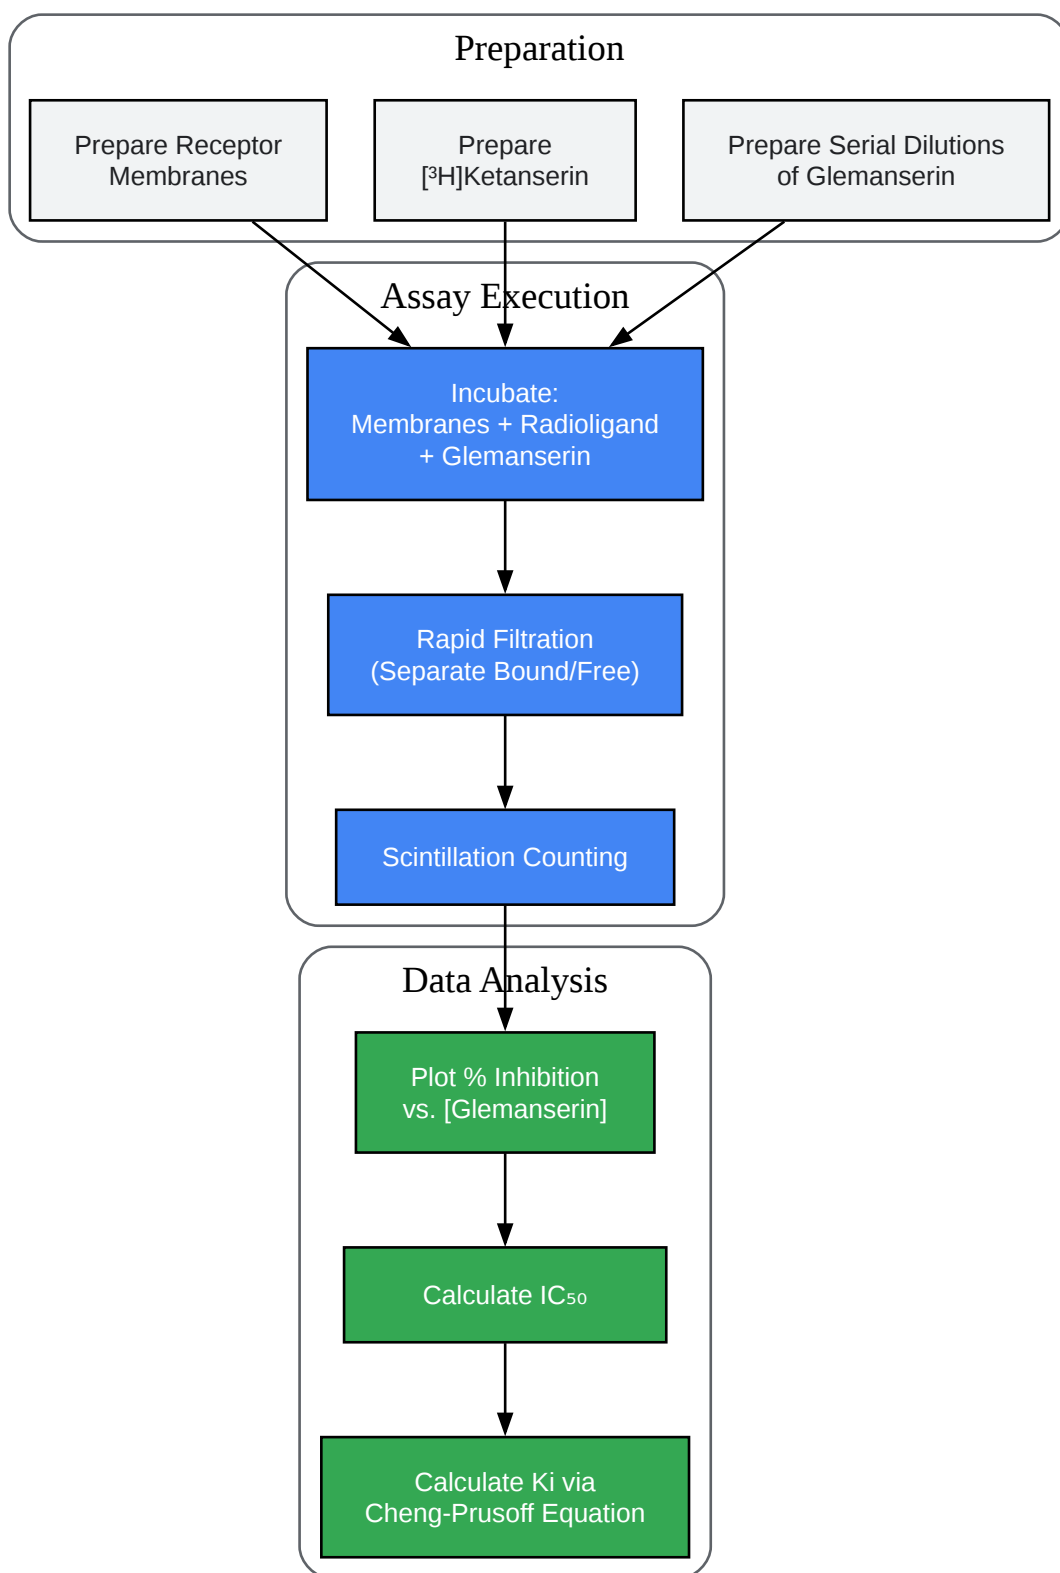 Preparation
Prepare Receptor
Membranes
Prepare
[³H]Ketanserin
Prepare Serial Dilutions
of Glemanserin
Assay Execution
Incubate:
Membranes + Radioligand
+ Glemanserin
Rapid Filtration
(Separate Bound/Free)
Scintillation Counting
Data Analysis
Plot % Inhibition
vs. [Glemanserin]
Calculate IC₅₀
Calculate Ki via
Cheng-Prusoff Equation